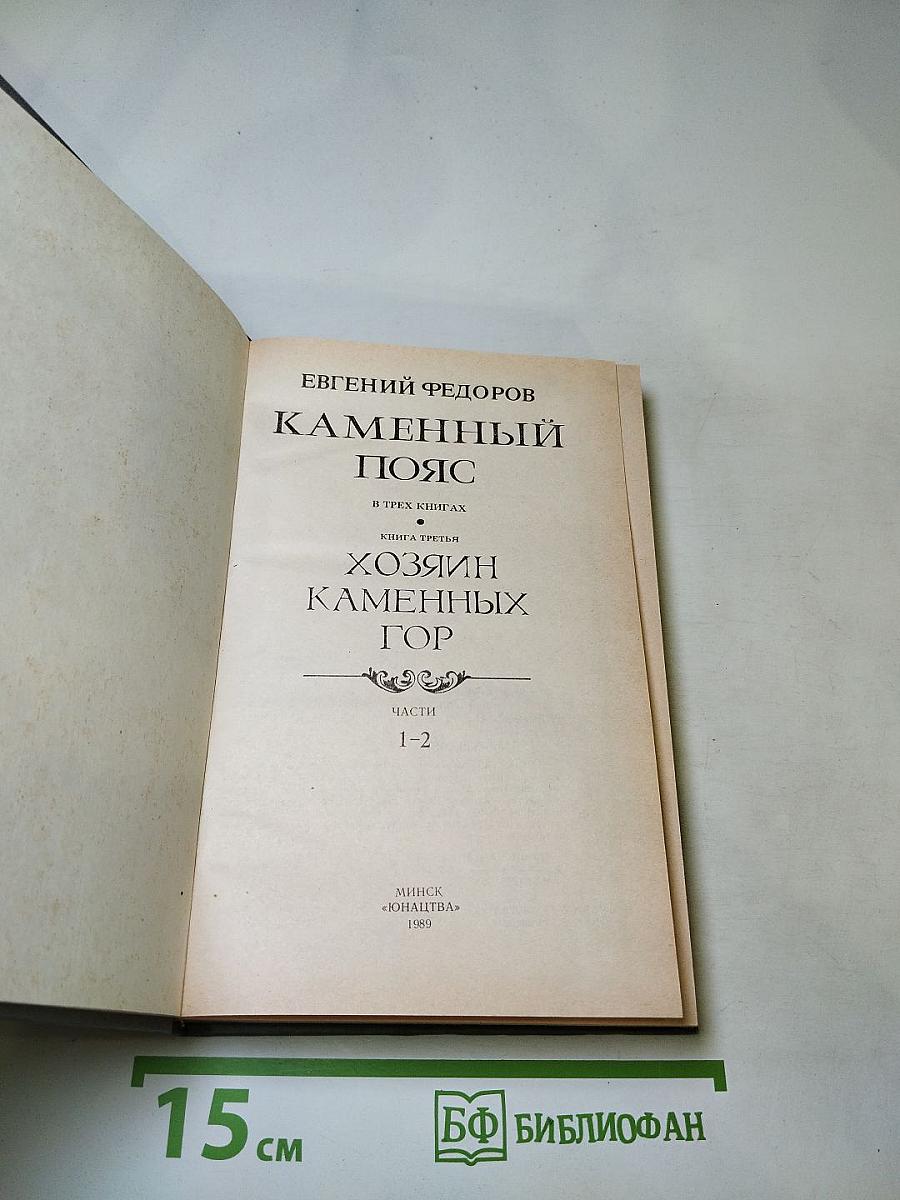 ЕВГЕНИЙ ФЕДОРОВ
КАМЕННЫЙ
ПОЯС
В ТРЕХ КНИГАХ
•
КНИГА ТРЕТЬЯ
ХОЗЯИН
КАМЕННЫХ
ГОР
ЧАСТИ
1-2
МИНСК
«ЮНАЦТВА»
1989
15 см
БФ БИБЛИОФАН